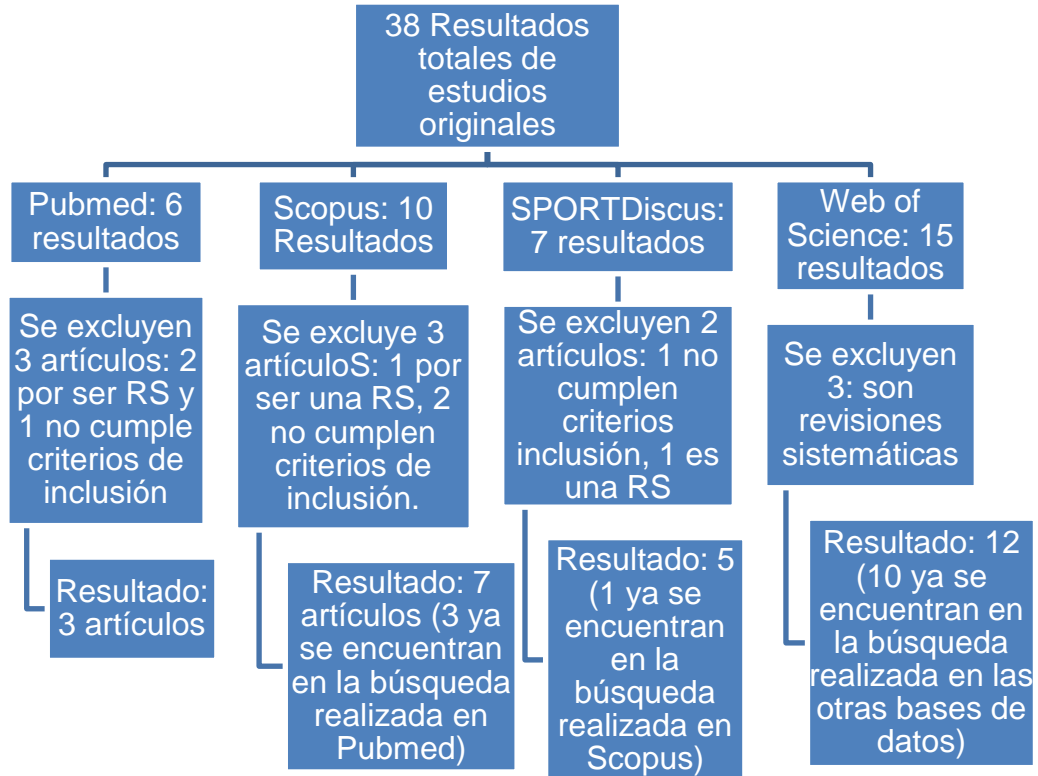 38 Resultados
totales de
estudios
originales
Pubmed: 6
resultados
Scopus: 10
Resultados
SPORTDiscus:
7 resultados
Web of
Science: 15
resultados
Se excluyen
3 artículos: 2
por ser RS y
1 no cumple
criterios de
inclusión
Se excluye 3
artículoS: 1 por
ser una RS, 2
no cumplen
criterios de
inclusión.
Se excluyen 2
artículos: 1 no
cumplen
criterios
inclusión, 1 es
una RS
Se excluyen
3: son
revisiones
sistemáticas
Resultado:
3 artículos
Resultado: 7
artículos (3 ya
se encuentran
en la búsqueda
realizada en
Pubmed)
Resultado: 5
(1 ya se
encuentran
en la
búsqueda
realizada en
Scopus)
Resultado: 12
(10 ya se
encuentran en
la búsqueda
realizada en las
otras bases de
datos)